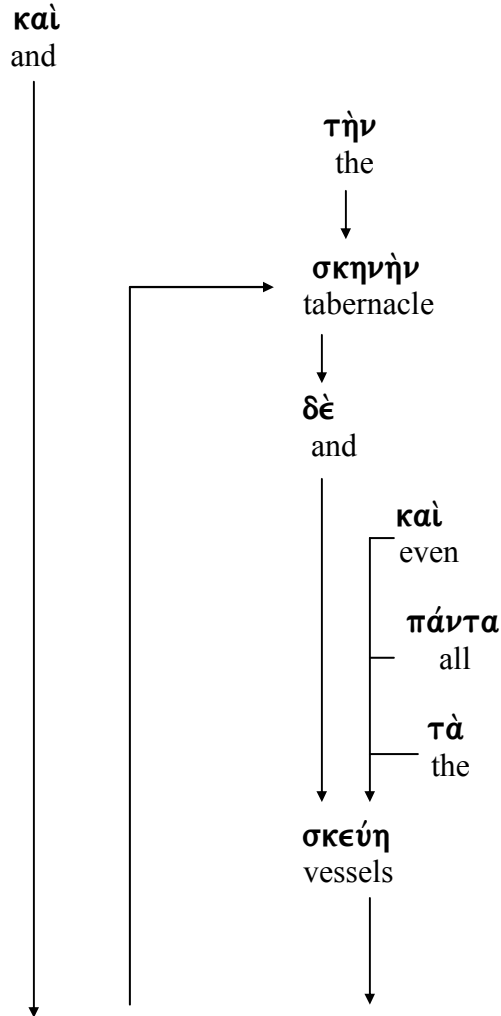 καὶ
and
τὴν
the
σκηνὴν
tabernacle
δὲ
and
καὶ
even
πάντα
all
τὰ
the
σκεύη
vessels